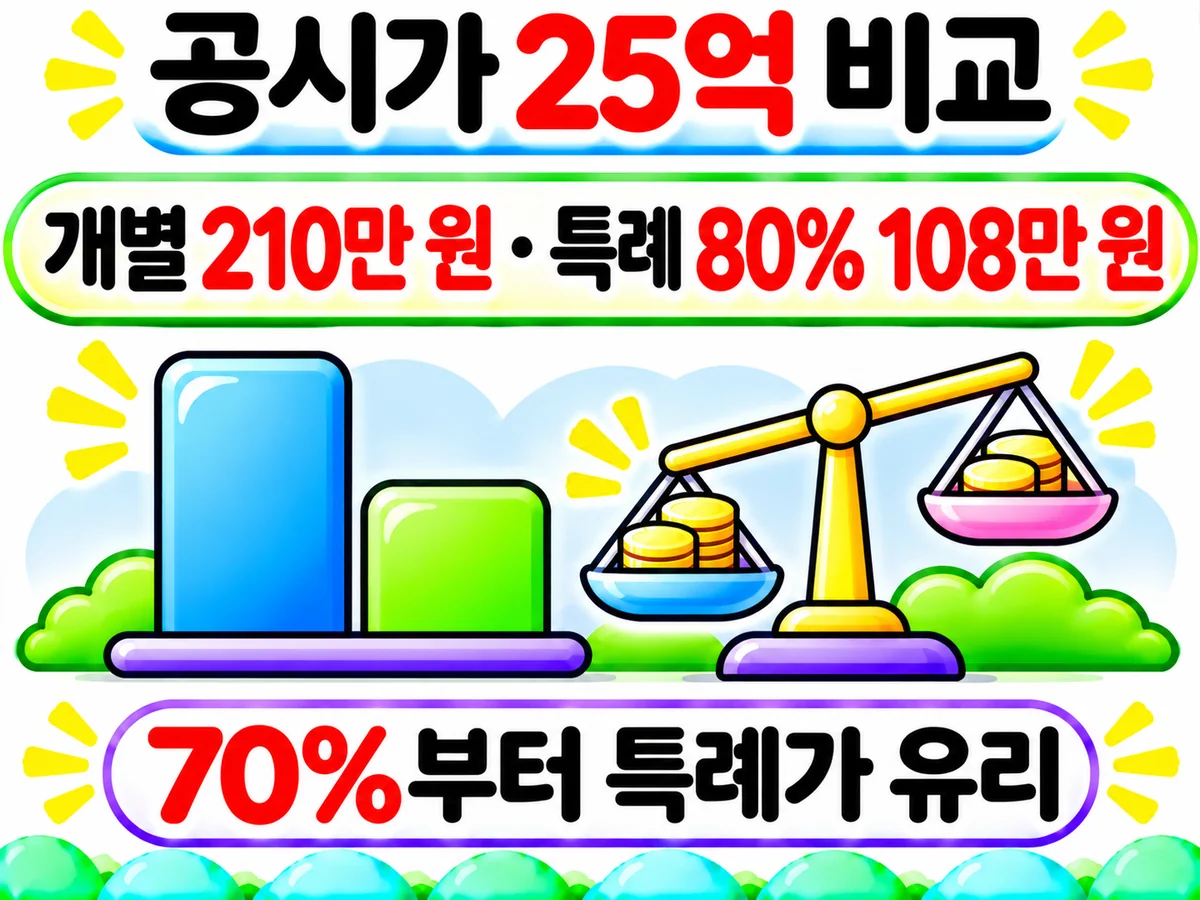 공시가 25억 비교
개별 210만 원 · 특례 80% 108만 원
70%부터 특례가 유리